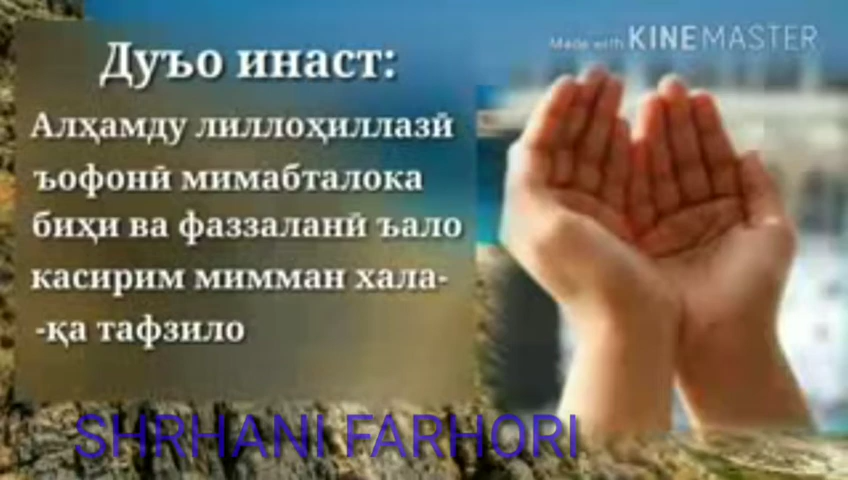 Made with KINEMASTER
Дуъо инаст:
Алҳамду лиллоҳиллазӣ
ъофонӣ мимабталока
биҳи ва фаззаланӣ ъало
касирим мимман хала-
-қа тафзило
SHRHANI FARHORI